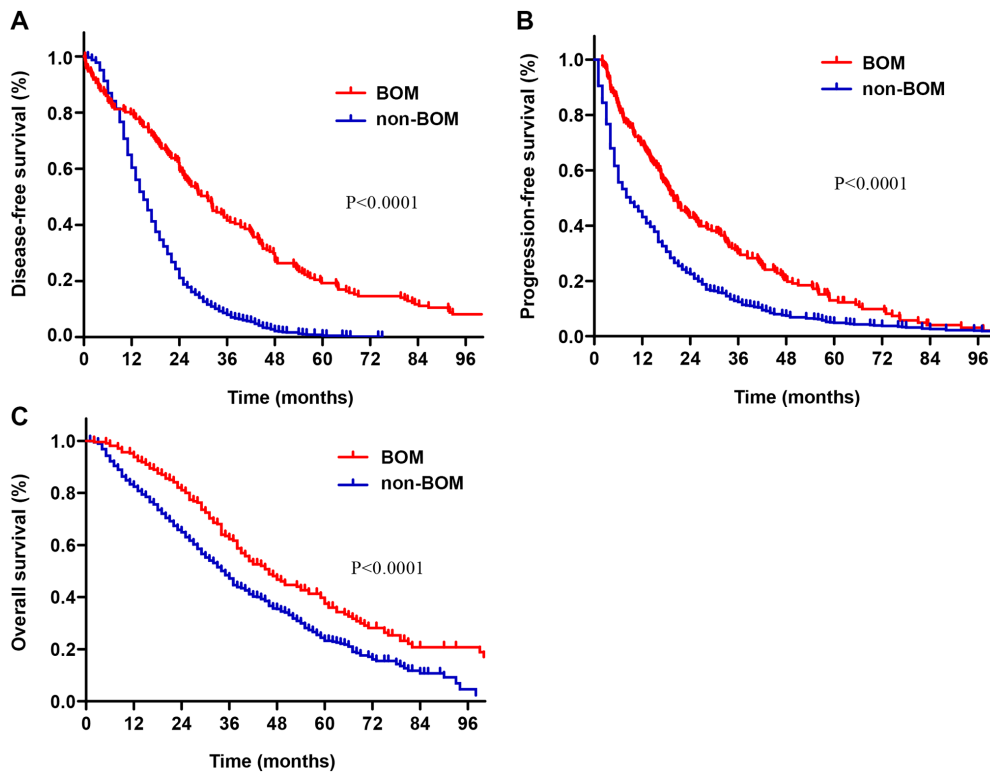 A
Disease-free survival (%)
1.0
0.8
0.6
0.4
0.2
0.0
BOM
non-BOM
P<0.0001
0 12 24 36 48 60 72 84 96
Time (months)
B
Progression-free survival (%)
1.0
0.8
0.6
0.4
0.2
0.0
BOM
non-BOM
P<0.0001
0 12 24 36 48 60 72 84 96
Time (months)
C
Overall survival (%)
1.0
0.8
0.6
0.4
0.2
0.0
BOM
non-BOM
P<0.0001
0 12 24 36 48 60 72 84 96
Time (months)